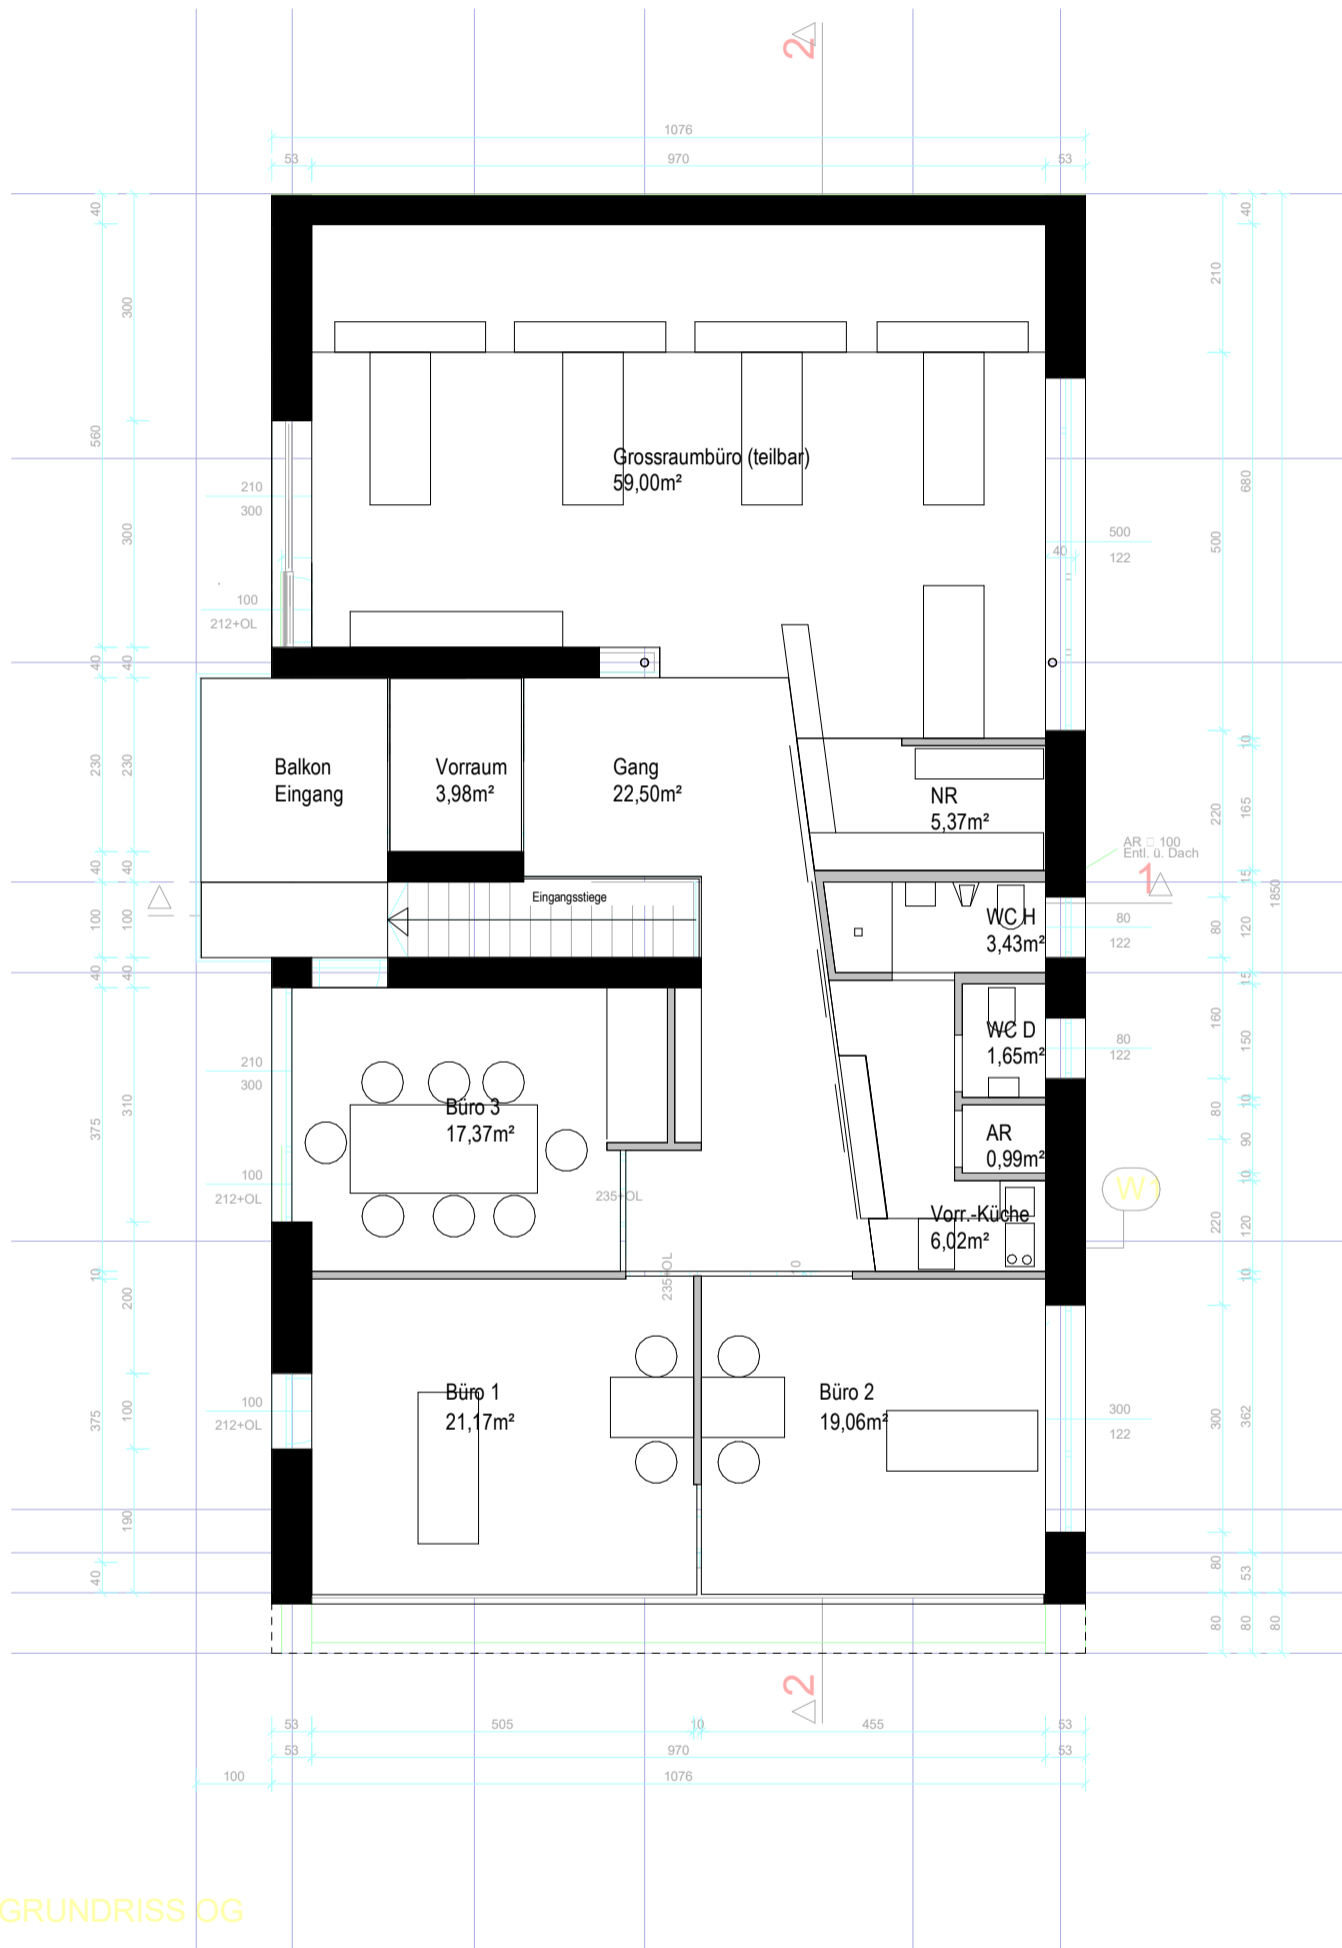 2
1076
53
970
53
40
300
560
300
40
40
230
230
40
40
100
100
40
40
310
375
10
200
375
100
190
40
40
210
680
500
10
220
165
15
80
120
15
160
150
80
10
90
10
220
120
10
300
362
80
53
80
80
80
1850
210
300
100
212+OL
Grossraumbüro (teilbar)
59,00m²
500
122
40
Balkon
Eingang
Vorraum
3,98m²
Gang
22,50m²
NR
5,37m²
AR 100
Entl. ü. Dach
1
Eingangsstiege
WC H
3,43m²
80
122
WC D
1,65m²
80
122
210
300
Büro 3
17,37m²
AR
0,99m²
100
212+OL
235+OL
W1
Vorr.-Küche
6,02m²
235+OL
10
Büro 1
21,17m²
Büro 2
19,06m²
100
212+OL
300
122
2
53
505
10
455
53
53
970
53
100
1076
GRUNDRISS OG